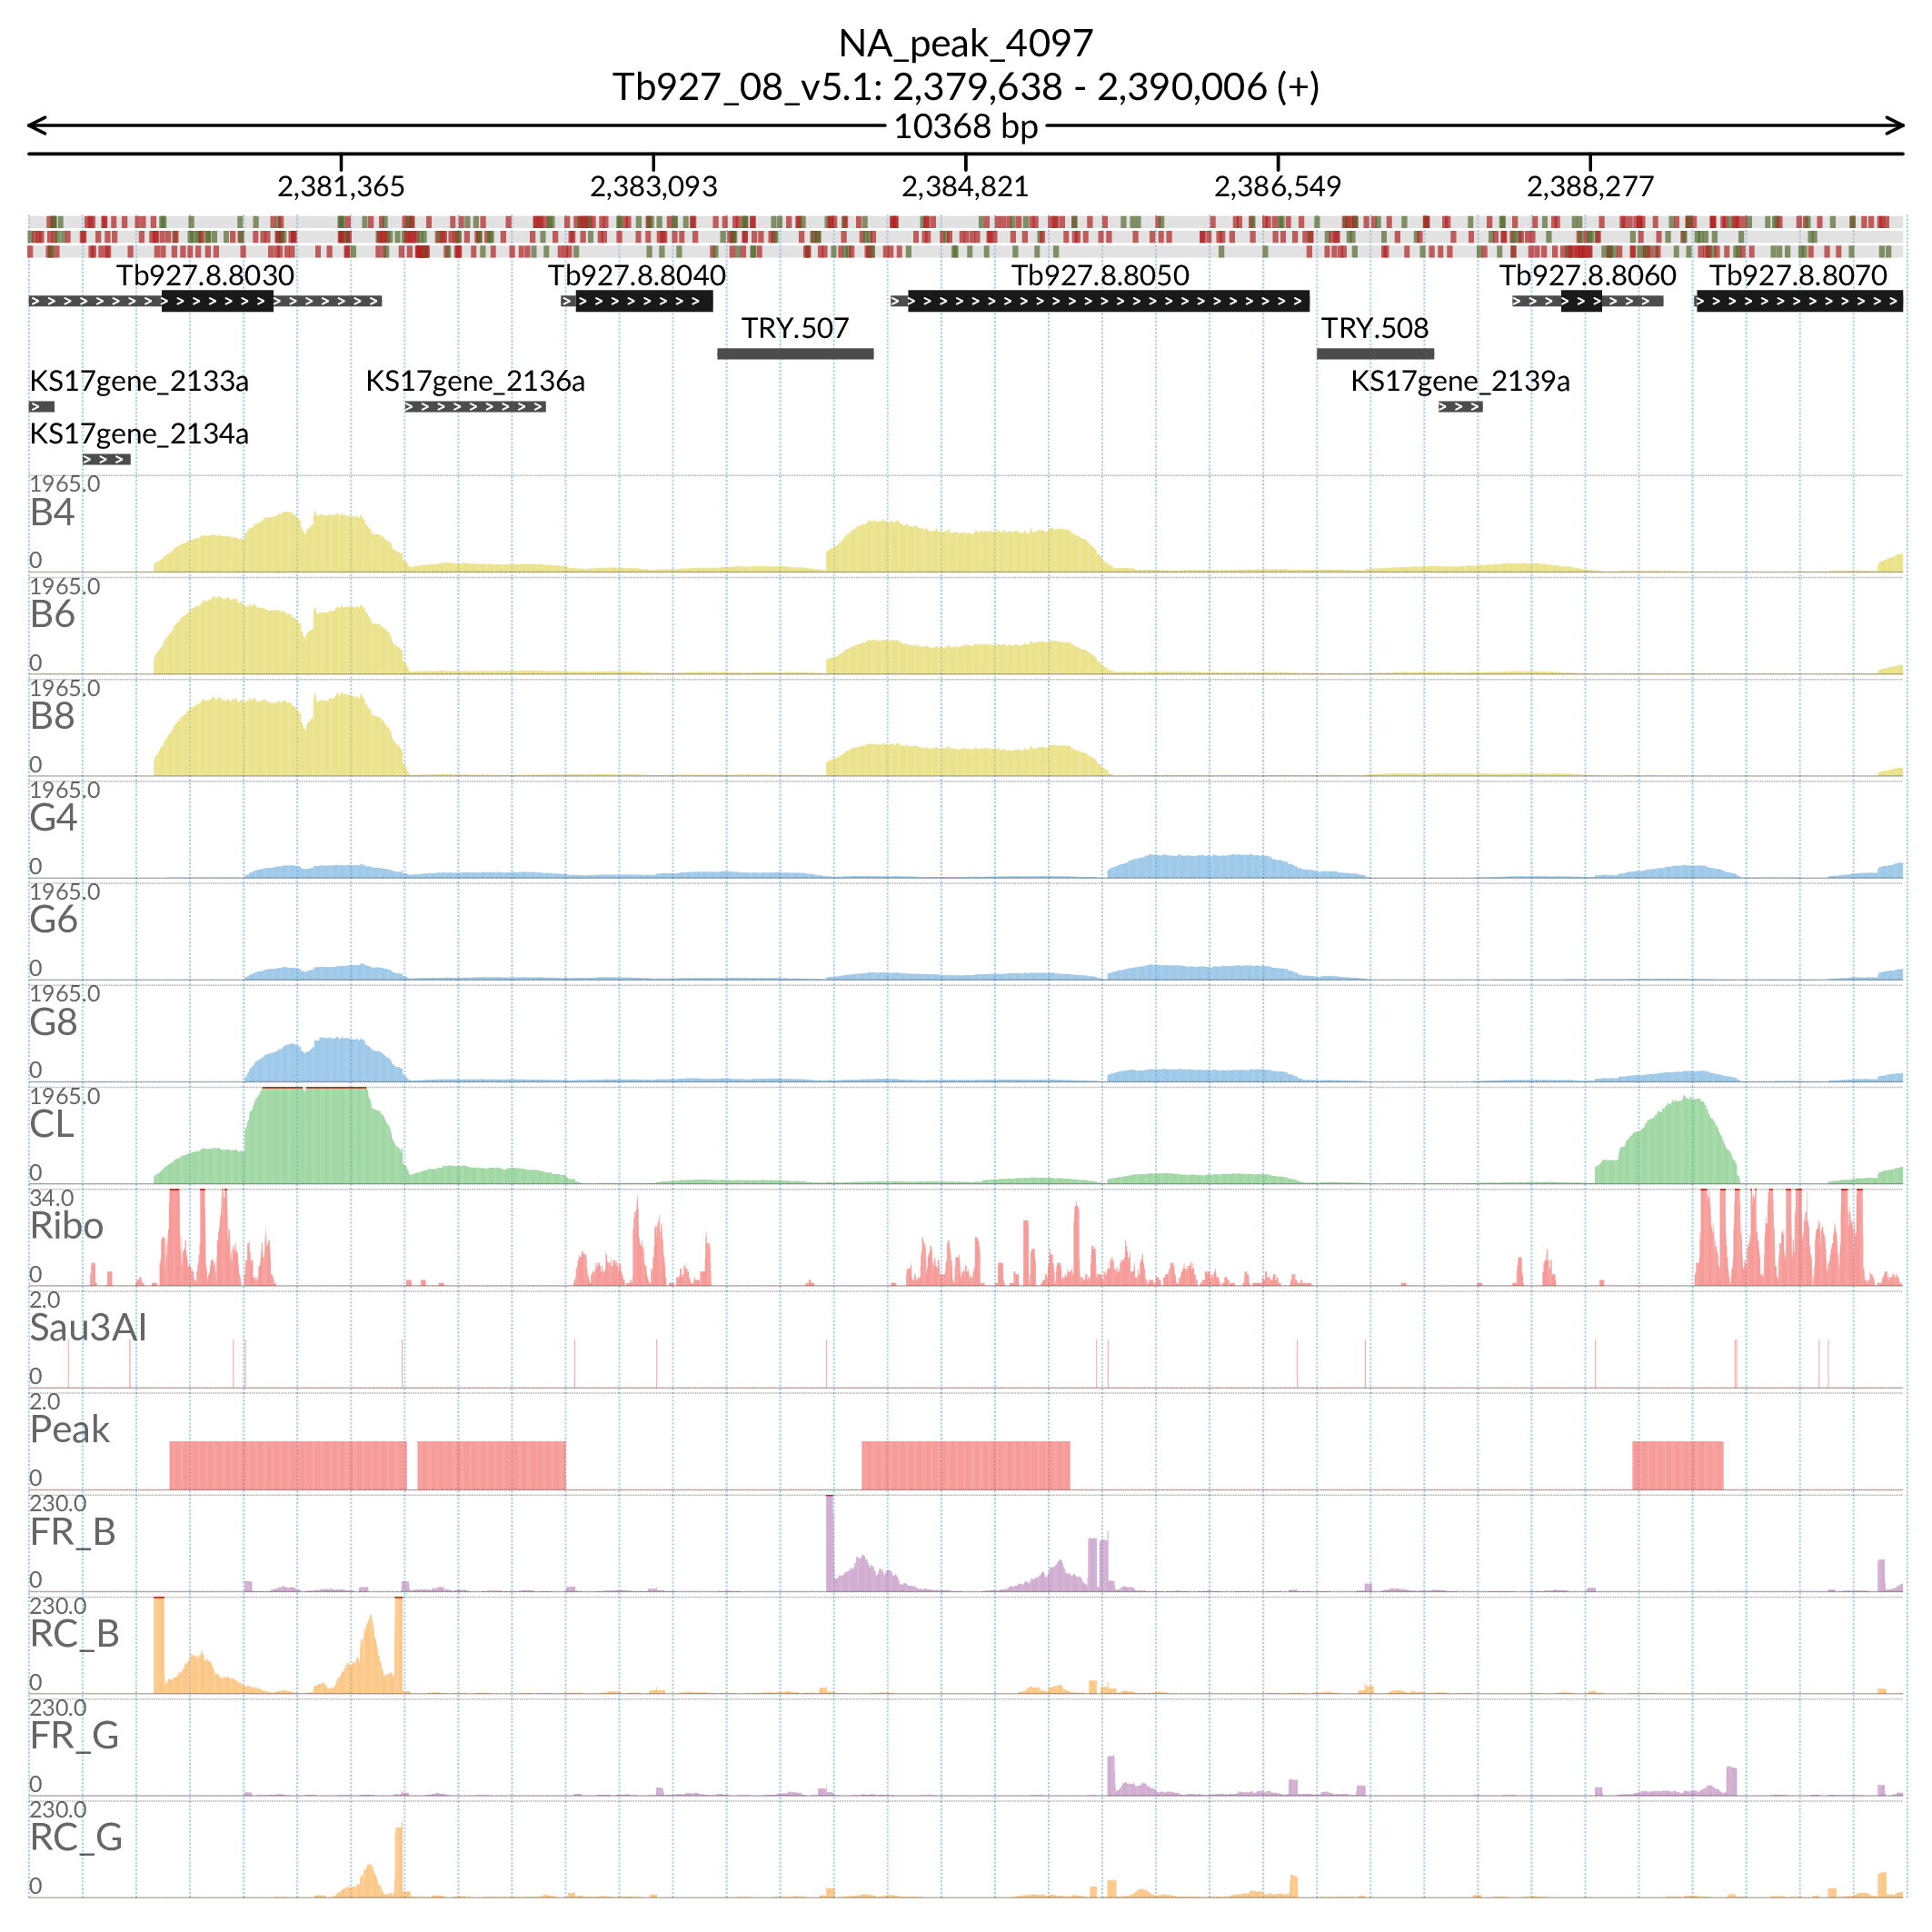 NA_peak_4097
Tb927_08_v5.1: 2,379,638 - 2,390,006 (+)
10368 bp
2,381,365 2,383,093 2,384,821 2,386,549 2,388,277
Tb927.8.8030 Tb927.8.8040 Tb927.8.8050 Tb927.8.8060 Tb927.8.8070
TRY.507 TRY.508
KS17gene_2133a KS17gene_2136a KS17gene_2139a
KS17gene_2134a
1965.0
B4
0
1965.0
B6
0
1965.0
B8
0
1965.0
G4
0
1965.0
G6
0
1965.0
G8
0
1965.0
CL
0
34.0
Ribo
0
2.0
Sau3AI
0
2.0
Peak
0
230.0
FR_B
0
230.0
RC_B
0
230.0
FR_G
0
230.0
RC_G
0